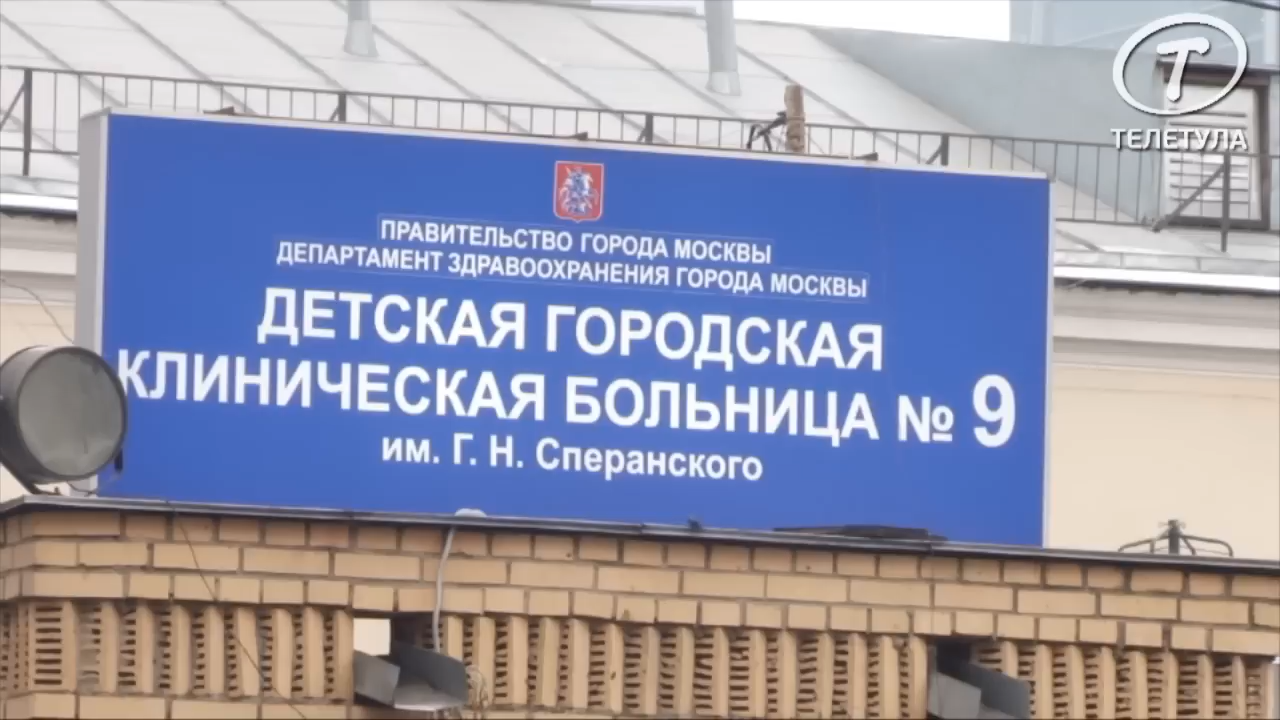 Т
ТЕЛЕТУЛА
ПРАВИТЕЛЬСТВО ГОРОДА МОСКВЫ
ДЕПАРТАМЕНТ ЗДРАВООХРАНЕНИЯ ГОРОДА МОСКВЫ
ДЕТСКАЯ ГОРОДСКАЯ
КЛИНИЧЕСКАЯ БОЛЬНИЦА № 9
им. Г. Н. Сперанского